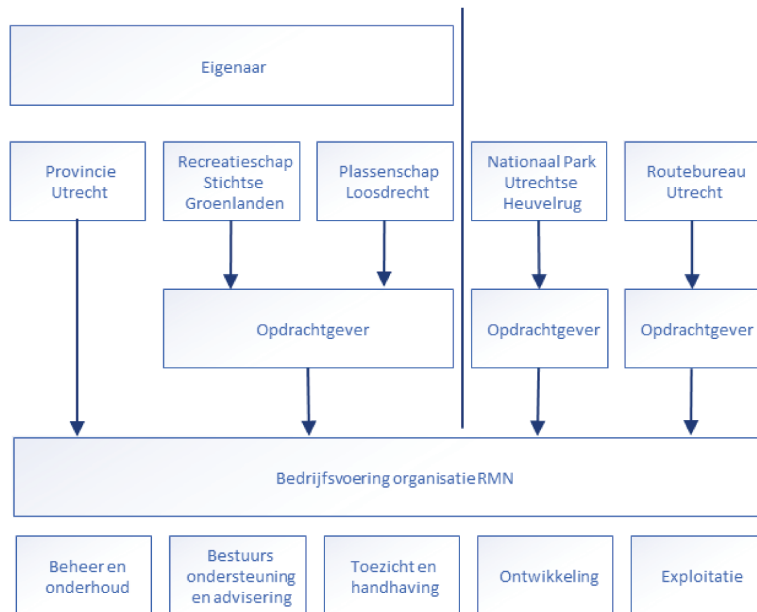 Eigenaar
Provincie
Utrecht
Recreatieschap
Stichtse
Groenlanden
Plassenschap
Loosdrecht
Nationaal Park
Utrechtse
Heuvelrug
Routebureau
Utrecht
Opdrachtgever
Opdrachtgever
Opdrachtgever
Bedrijfsvoering organisatie RMN
Beheer en
onderhoud
Bestuurs
ondersteuning
en advisering
Toezicht en
handhaving
Ontwikkeling
Exploitatie